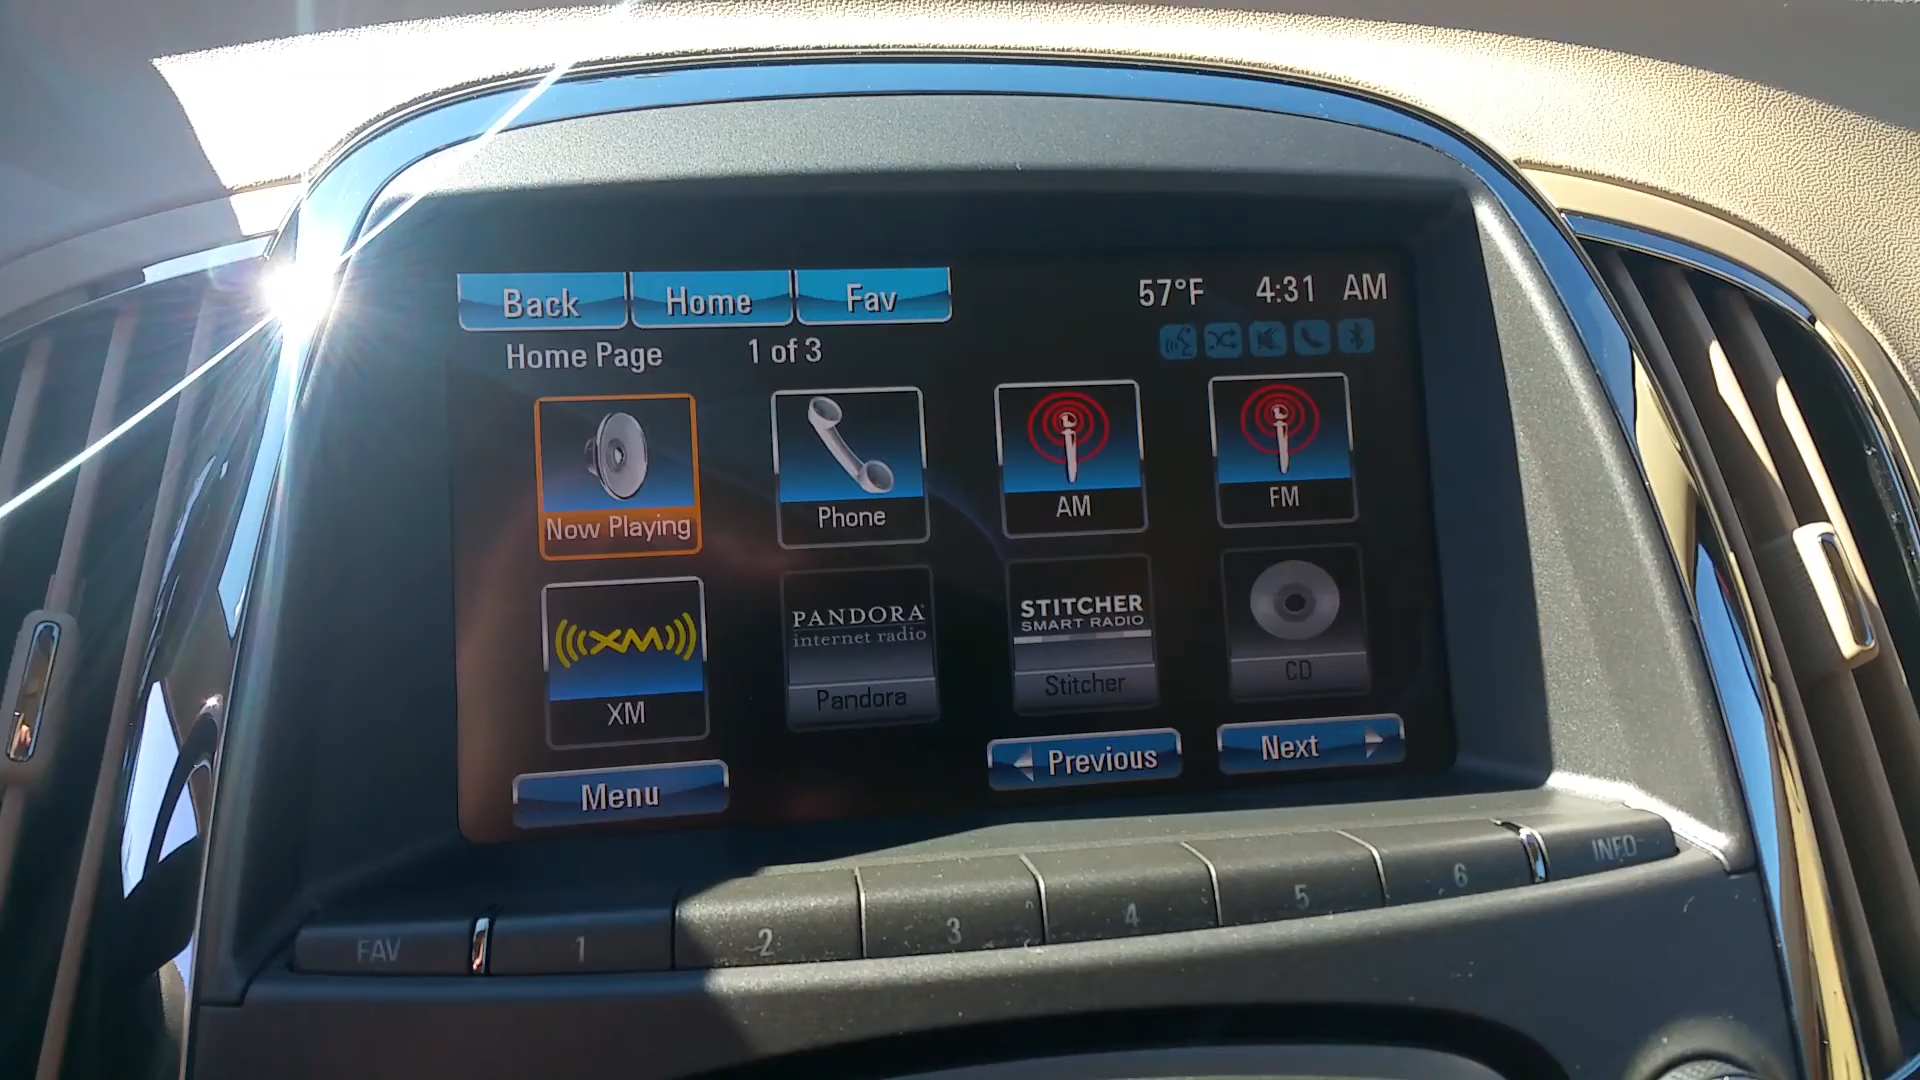 Back Home Fav 57°F 4:31 AM
Home Page 1 of 3
Now Playing Phone AM FM
XM
PANDORA
internet radio
STITCHER
SMART RADIO
XM Pandora Stitcher CD
Menu Previous Next
FAV 1 2 3 4 5 6 INFO